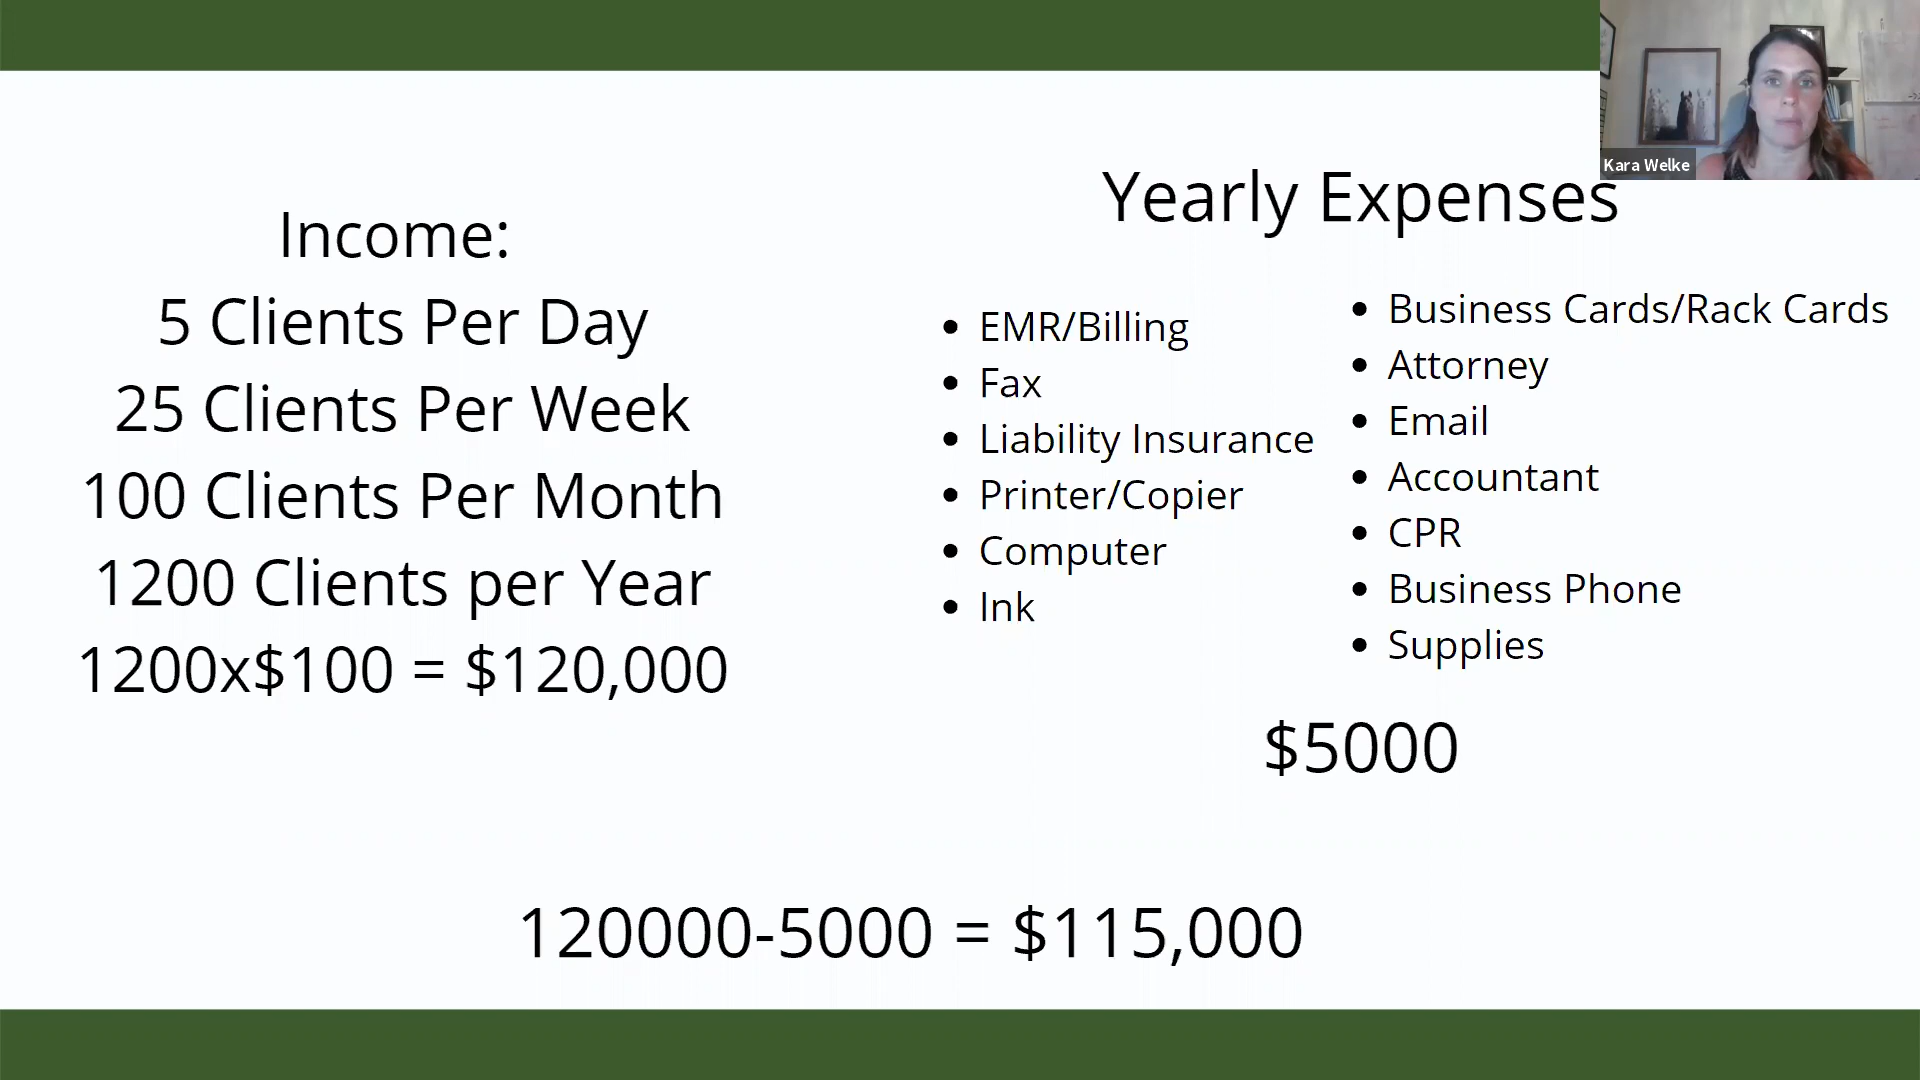 Kara Welke
Income:
5 Clients Per Day
25 Clients Per Week
100 Clients Per Month
1200 Clients per Year
1200x$100 = $120,000
Yearly Expenses
• EMR/Billing
• Fax
• Liability Insurance
• Printer/Copier
• Computer
• Ink
• Business Cards/Rack Cards
• Attorney
• Email
• Accountant
• CPR
• Business Phone
• Supplies
$5000
120000-5000 = $115,000